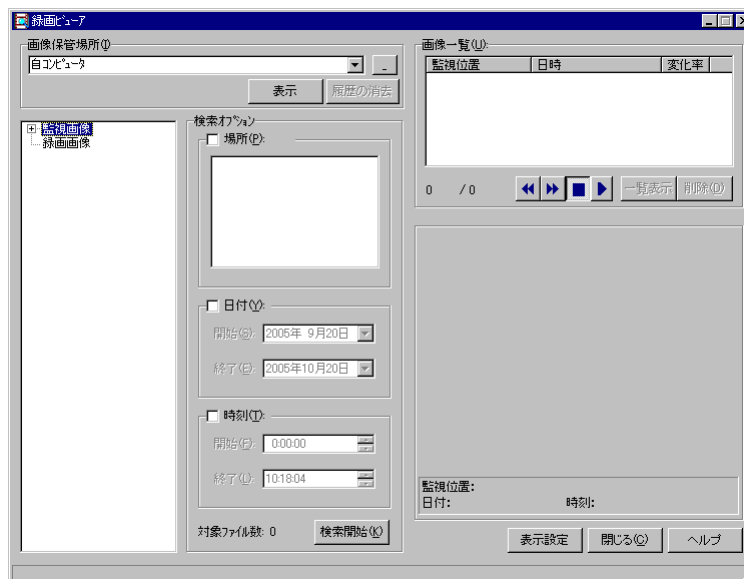 録画ビューア
画像保管場所(I)
自コンピュータ
表示 履歴の消去
監視画像
録画画像
検索オプション
場所(P):
日付(Y):
開始(S): 2005年 9月20日
終了(E): 2005年10月20日
時刻(T):
開始(F): 0:00:00
終了(L): 10:18:04
対象ファイル数: 0 検索開始(K)
画像一覧(U):
監視位置 日時 変化率
0 / 0 一覧表示 削除(D)
監視位置:
日付: 時刻:
表示設定 閉じる(C) ヘルプ